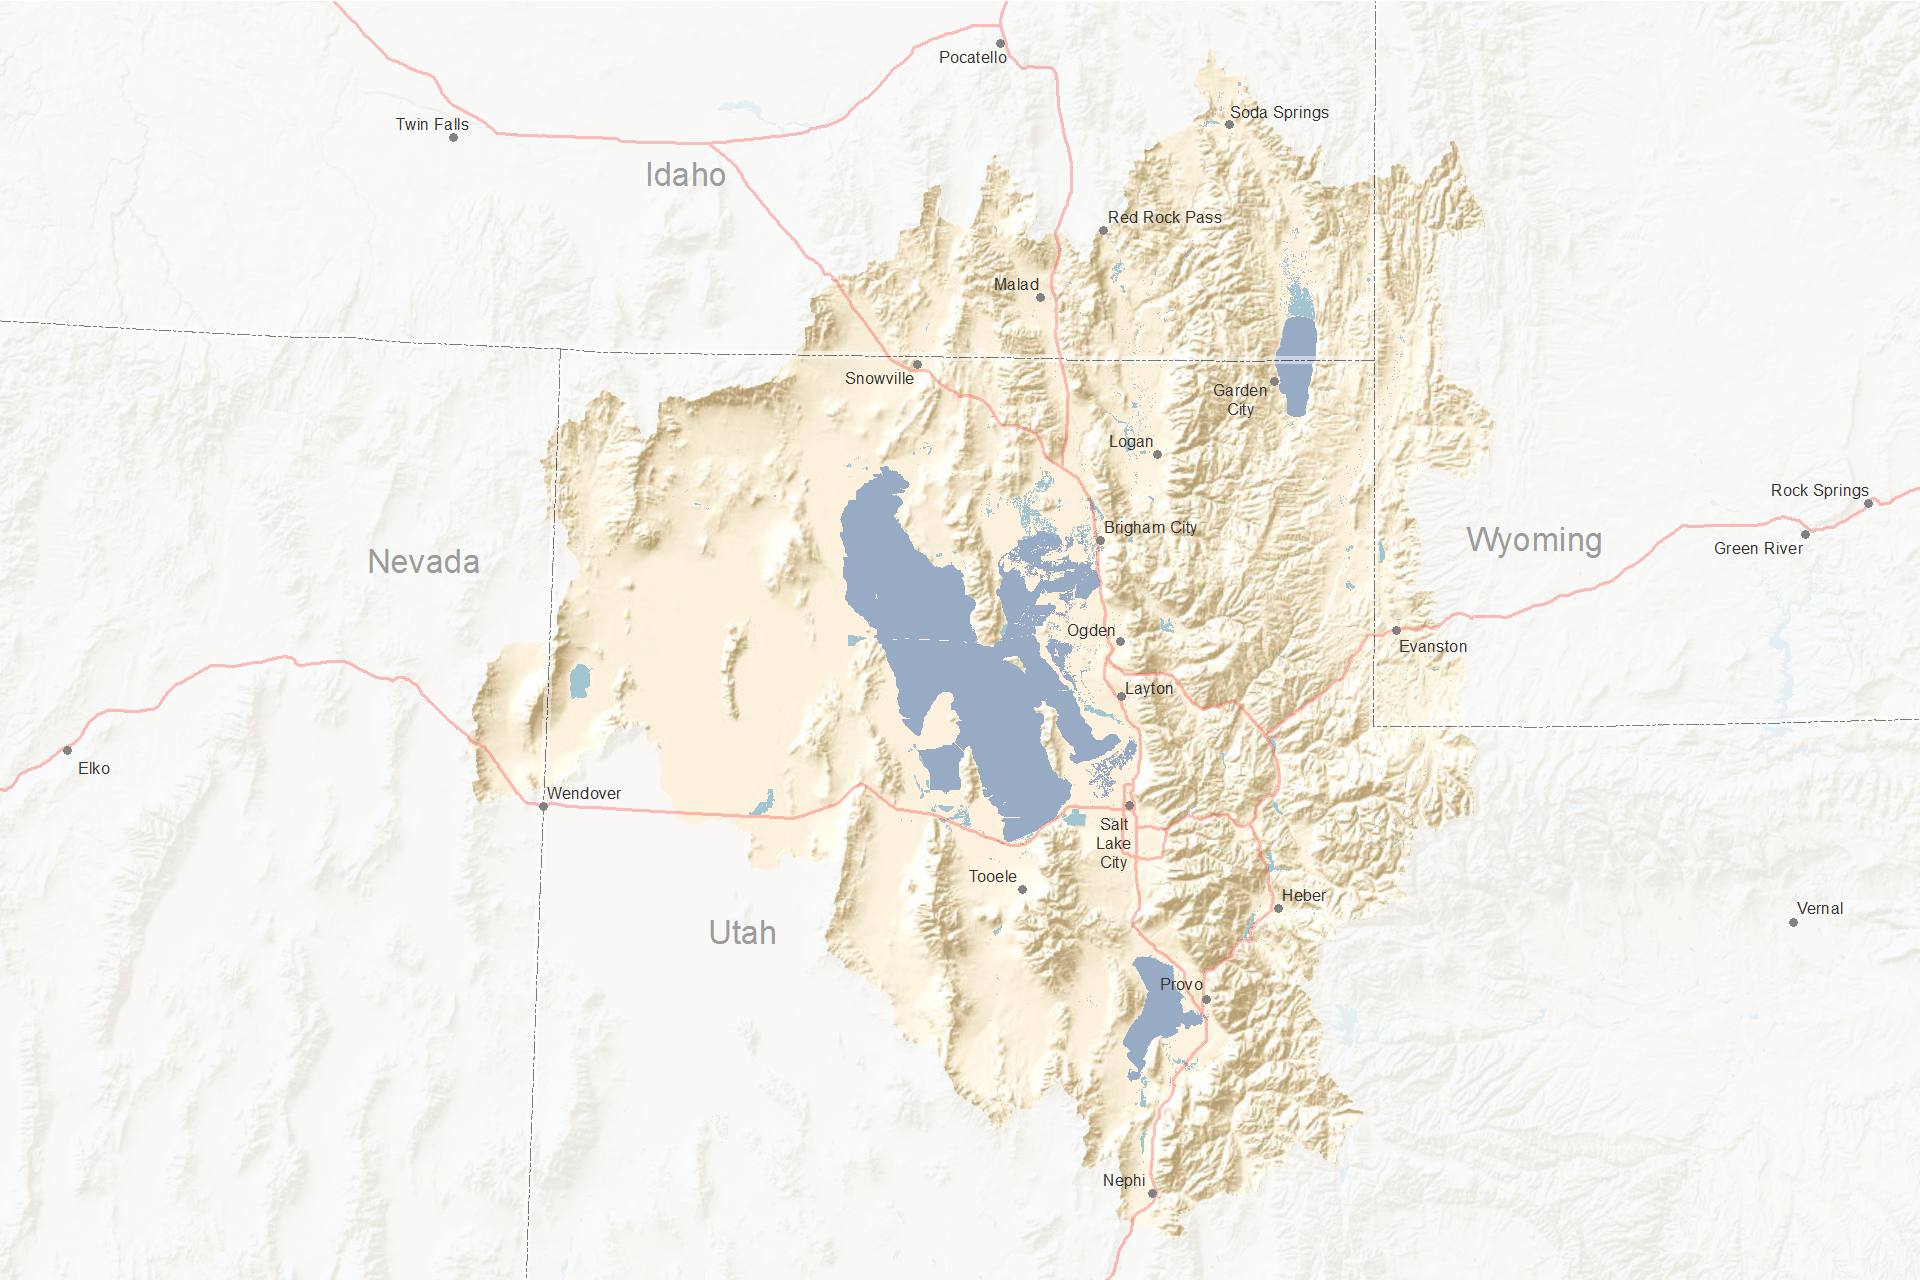 Pocatello
Soda Springs
Twin Falls
Idaho
Red Rock Pass
Malad
Snowville
Garden
City
Logan
Rock Springs
Brigham City
Wyoming
Green River
Nevada
Ogden
Evanston
Layton
Elko
Wendover
Salt
Lake
City
Tooele
Heber
Vernal
Utah
Provo
Nephi